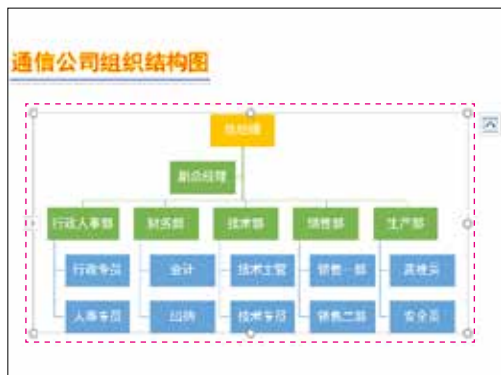 通信公司组织结构图
总经理
副总经理
行政人事部 财务部 技术部 销售部 生产部
行政专员 会计 技术主管 销售一部 质检员
人事专员 出纳 技术专员 销售二部 安全员